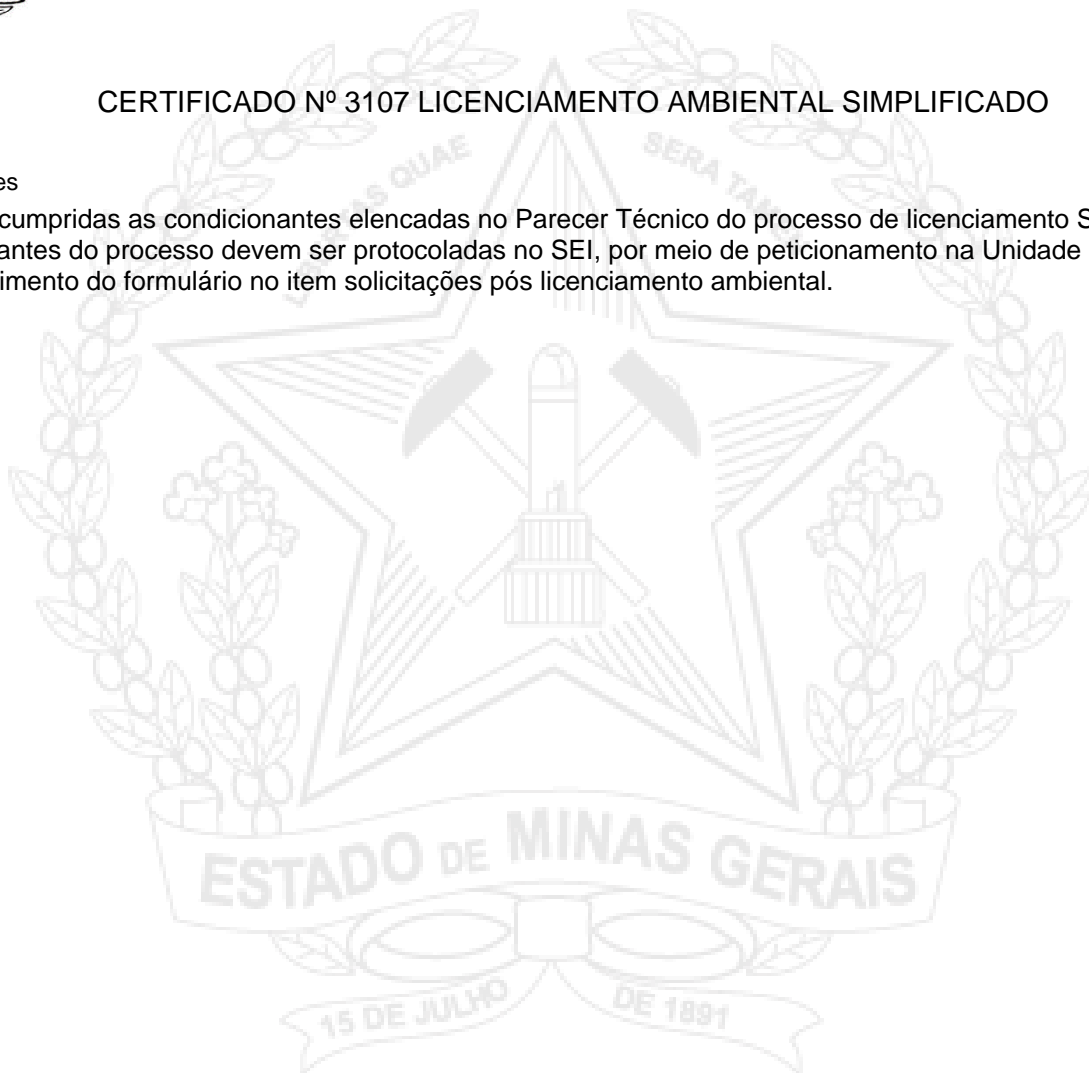 CERTIFICADO Nº 3107 LICENCIAMENTO AMBIENTAL SIMPLIFICADO
es
cumpridas as condicionantes elencadas no Parecer Técnico do processo de licenciamento S
antes do processo devem ser protocoladas no SEI, por meio de peticionamento na Unidade
imento do formulário no item solicitações pós licenciamento ambiental.
QUAE SERA TAMEN
ESTADO DE MINAS GERAIS
15 DE JULHO DE 1891